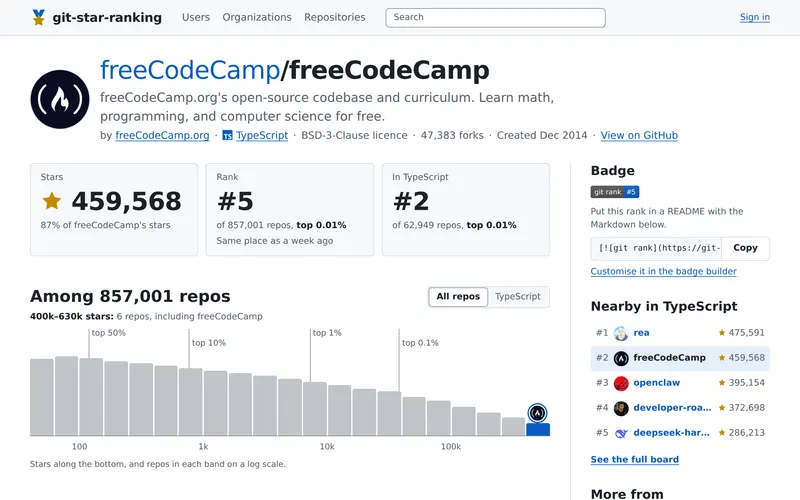 git-star-ranking
Users
Organizations
Repositories
Search
Sign in
freeCodeCamp/freeCodeCamp
freeCodeCamp.org's open-source codebase and curriculum. Learn math,
programming, and computer science for free.
by freeCodeCamp.org · TS TypeScript · BSD-3-Clause licence · 47,383 forks · Created Dec 2014 · View on GitHub
Stars
459,568
87% of freeCodeCamp's stars
Rank
#5
of 857,001 repos, top 0.01%
Same place as a week ago
In TypeScript
#2
of 62,949 repos, top 0.01%
Among 857,001 repos
All repos
TypeScript
400k–630k stars: 6 repos, including freeCodeCamp
top 50%
top 10%
top 1%
top 0.1%
100
1k
10k
100k
Stars along the bottom, and repos in each band on a log scale.
Badge
git rank #5
Put this rank in a README with the
Markdown below.
[![git rank](https://git-
Copy
Customise it in the badge builder
Nearby in TypeScript
#1 rea 475,591
#2 freeCodeCamp 459,568
#3 openclaw 395,154
#4 developer-roa... 372,698
#5 deepseek-har... 286,213
See the full board
More from